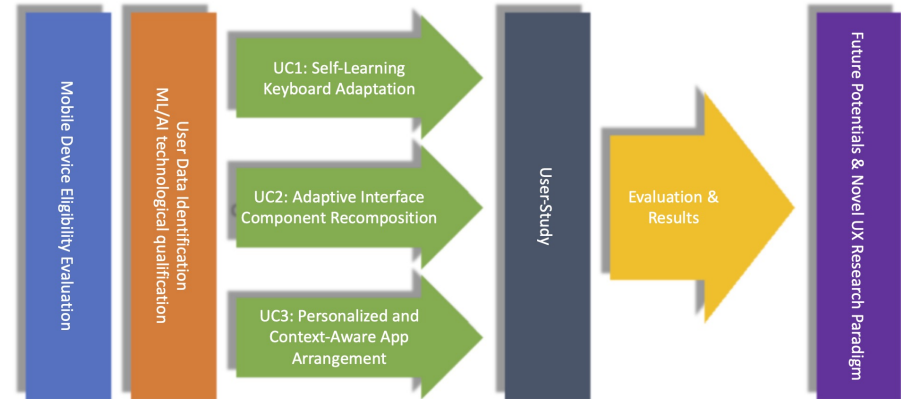 Mobile Device Eligibility Evaluation
User Data Identification
ML/AI technological qualification
UC1: Self-Learning
Keyboard Adaptation
UC2: Adaptive Interface
Component Recomposition
UC3: Personalized and
Context-Aware App
Arrangement
User-Study
Evaluation &
Results
Future Potentials & Novel UX Research Paradigm